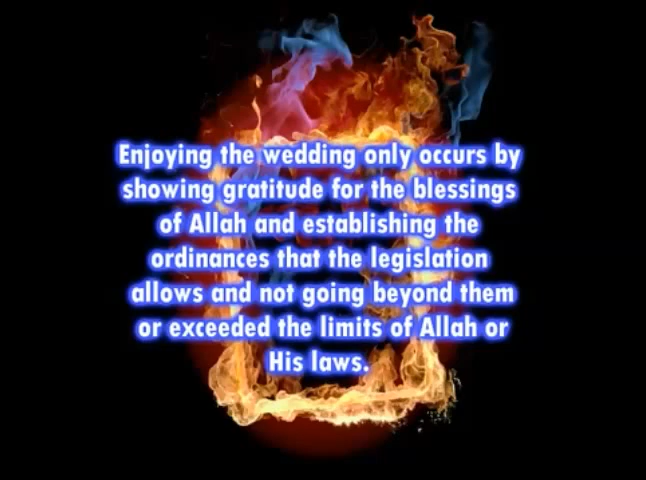 Enjoying the wedding only occurs by
showing gratitude for the blessings
of Allah and establishing the
ordinances that the legislation
allows and not going beyond them
or exceeded the limits of Allah or
His laws.